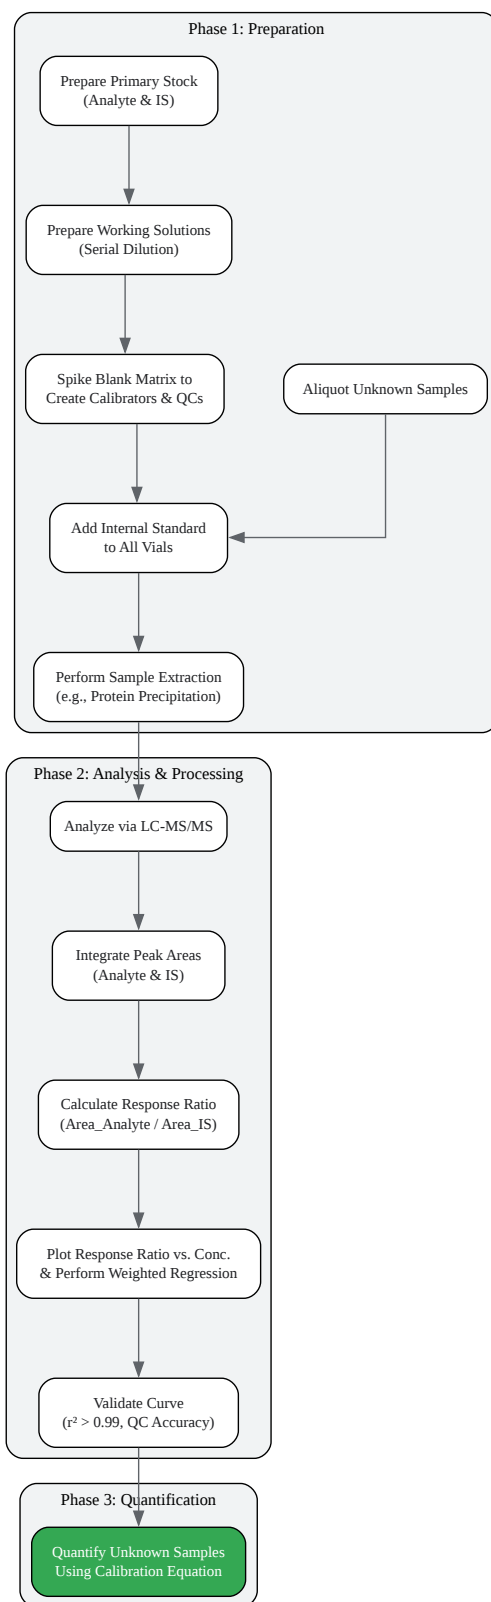 Phase 1: Preparation
Prepare Primary Stock
(Analyte & IS)
Prepare Working Solutions
(Serial Dilution)
Spike Blank Matrix to
Create Calibrators & QCs
Aliquot Unknown Samples
Add Internal Standard
to All Vials
Perform Sample Extraction
(e.g., Protein Precipitation)
Phase 2: Analysis & Processing
Analyze via LC-MS/MS
Integrate Peak Areas
(Analyte & IS)
Calculate Response Ratio
(Area_Analyte / Area_IS)
Plot Response Ratio vs. Conc.
& Perform Weighted Regression
Validate Curve
(r² > 0.99, QC Accuracy)
Phase 3: Quantification
Quantify Unknown Samples
Using Calibration Equation